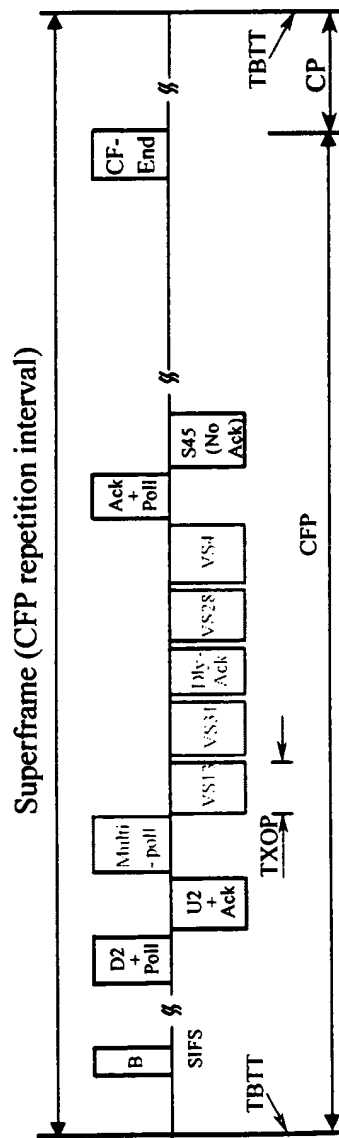 Superframe (CFP repetition interval)
B
D2
+
Poll
Multi
-poll
Ack
+
Poll
CF-
End
SIFS
U2
+
Ack
VS13
VS31
Dly-
Ack
VS28
VS4
S45
(No
Ack)
TXOP
TBTT
CFP
CP
TBTT